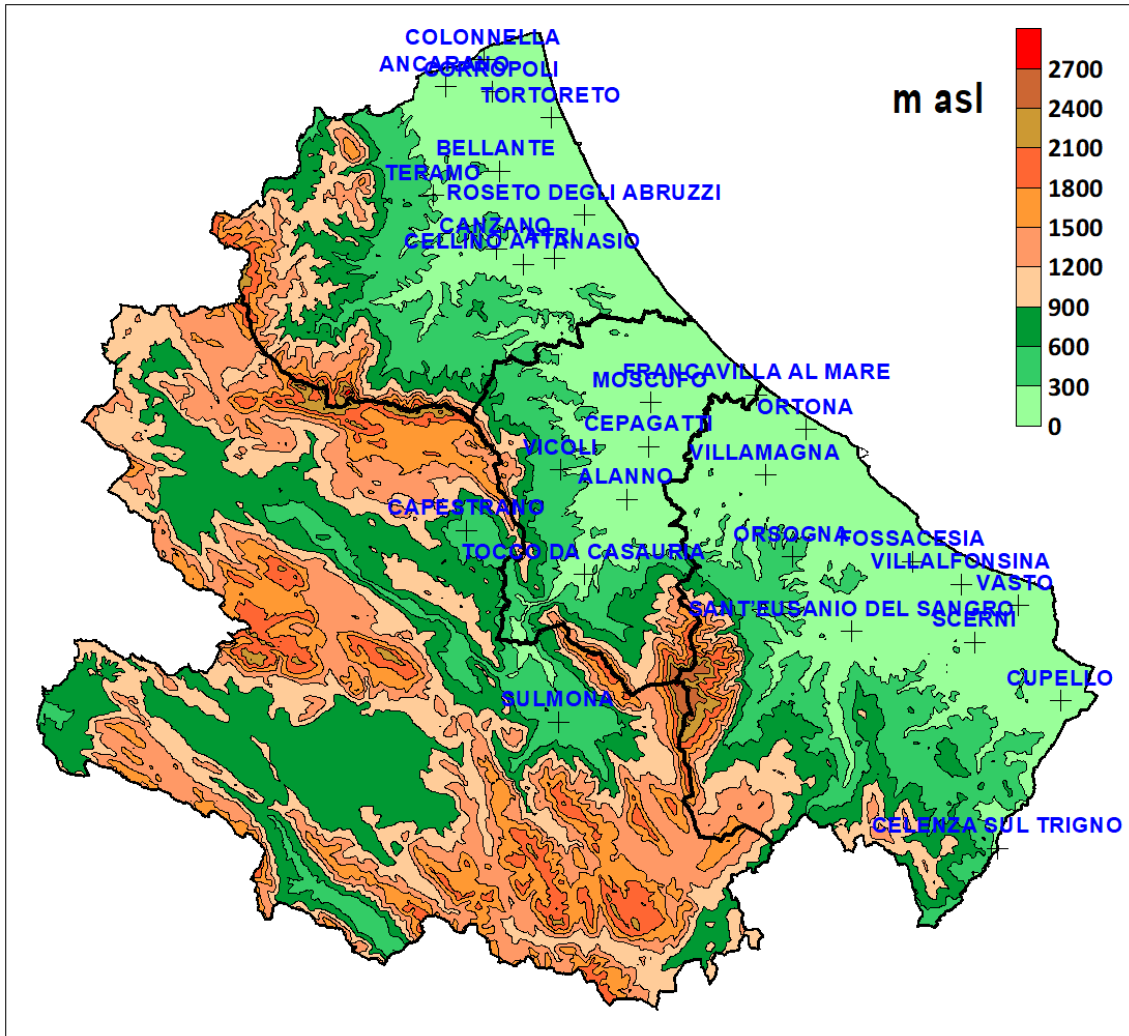 COLONNELLA
ANCARANO
CORROPOLI
TORTORETO
m asl
2700
2400
2100
1800
1500
1200
900
600
300
0
BELLANTE
TERAMO
ROSETO DEGLI ABRUZZI
CANZANO
ATRI
CELLINO ATTANASIO
FRANCAVILLA AL MARE
MOSCUFO
ORTONA
CEPAGATTI
VICOLI
VILLAMAGNA
ALANNO
CAPESTRANO
ORSOGNA
FOSSACESIA
TOCCO DA CASAURIA
VILLALFONSINA
VASTO
SANT'EUSANIO DEL SANGRO
SCERNI
CUPELLO
SULMONA
CELENZA SUL TRIGNO